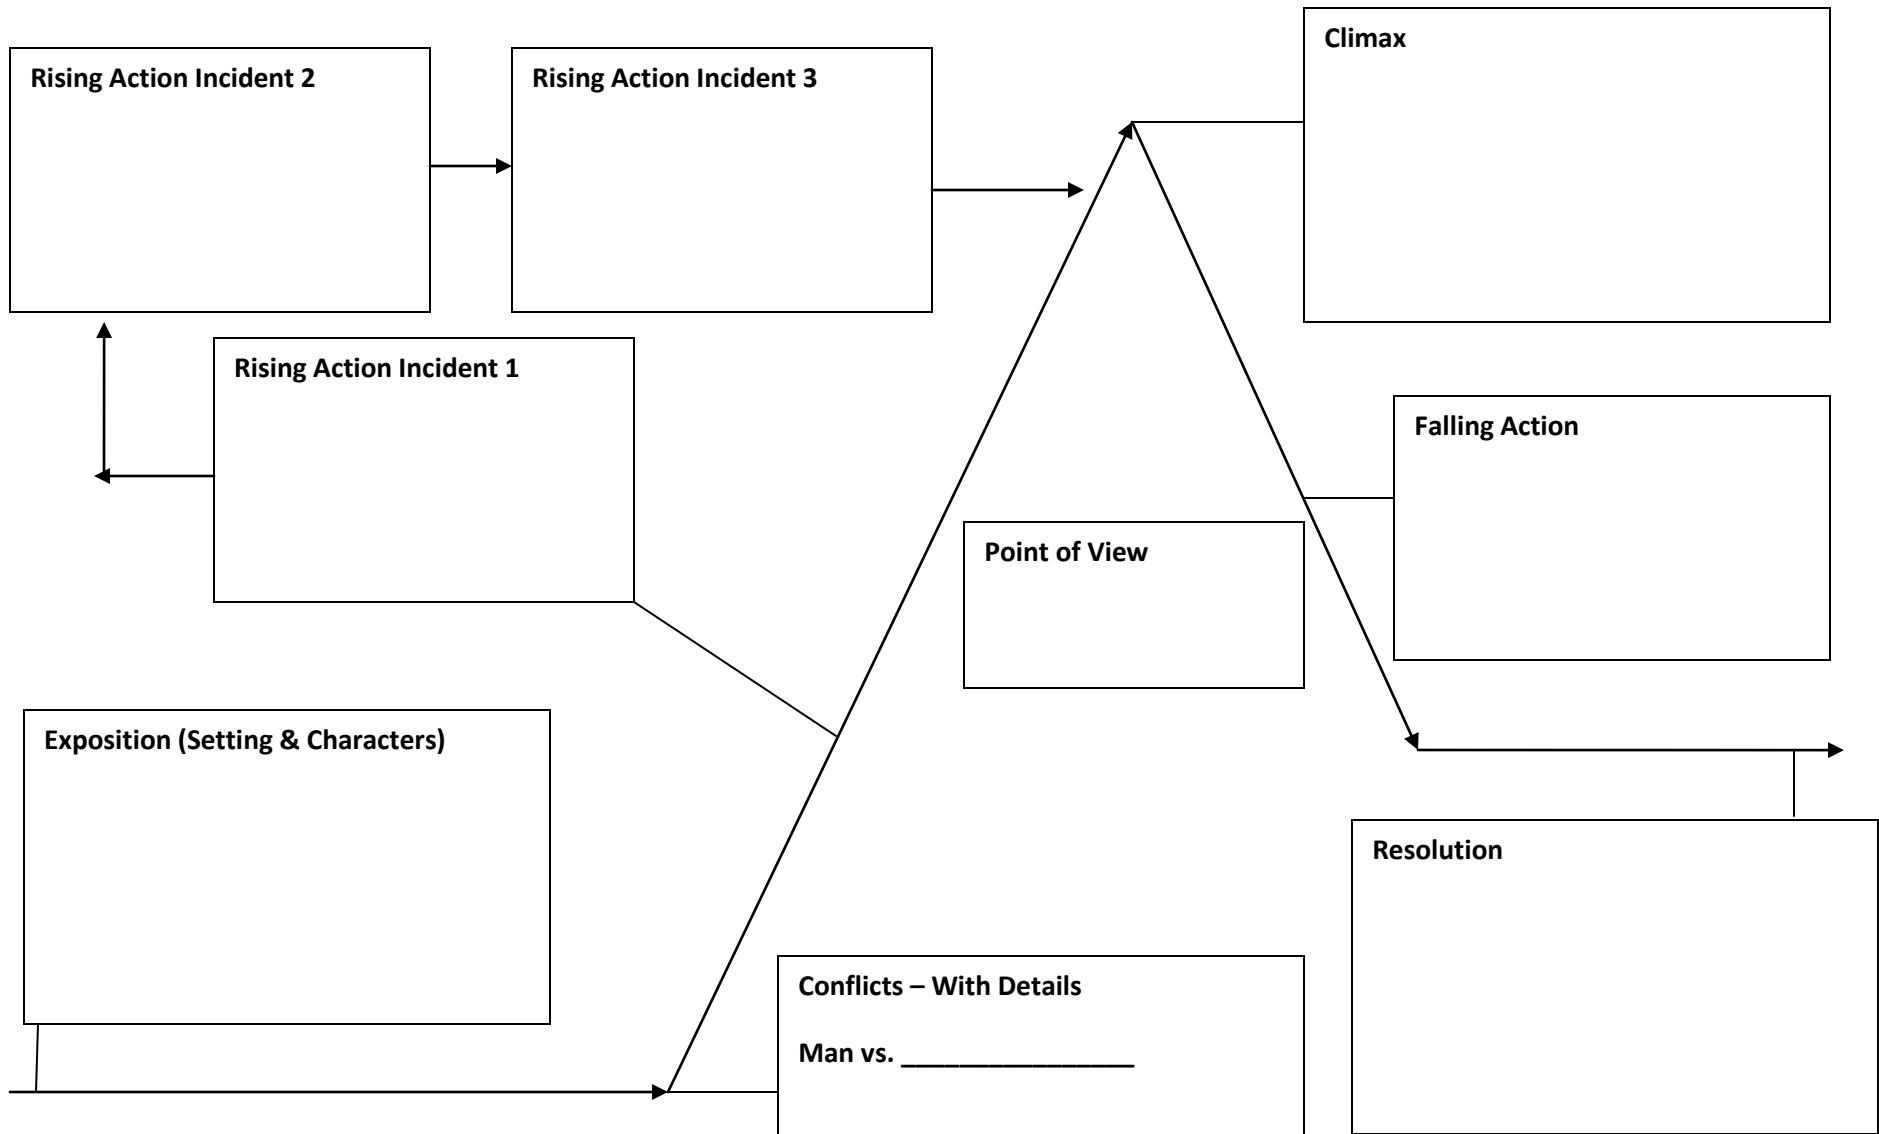 Climax
Rising Action Incident 2
Rising Action Incident 3
Rising Action Incident 1
Falling Action
Point of View
Exposition (Setting & Characters)
Resolution
Conflicts – With Details
Man vs. ________________